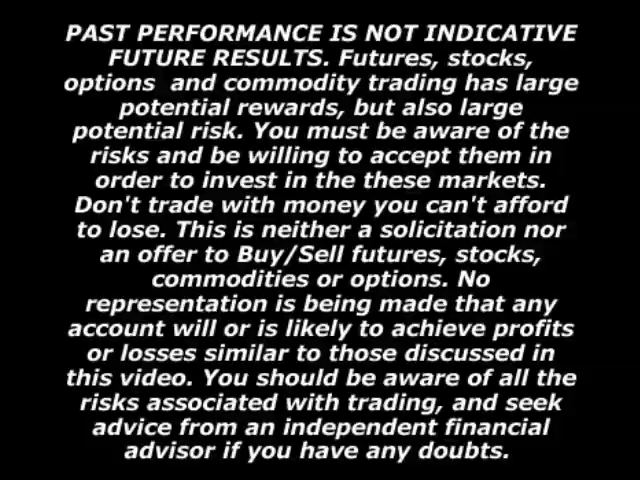 PAST PERFORMANCE IS NOT INDICATIVE
FUTURE RESULTS. Futures, stocks,
options  and commodity trading has large
potential rewards, but also large
potential risk. You must be aware of the
risks and be willing to accept them in
order to invest in the these markets.
Don't trade with money you can't afford
to lose. This is neither a solicitation nor
an offer to Buy/Sell futures, stocks,
commodities or options. No
representation is being made that any
account will or is likely to achieve profits
or losses similar to those discussed in
this video. You should be aware of all the
risks associated with trading, and seek
advice from an independent financial
advisor if you have any doubts.